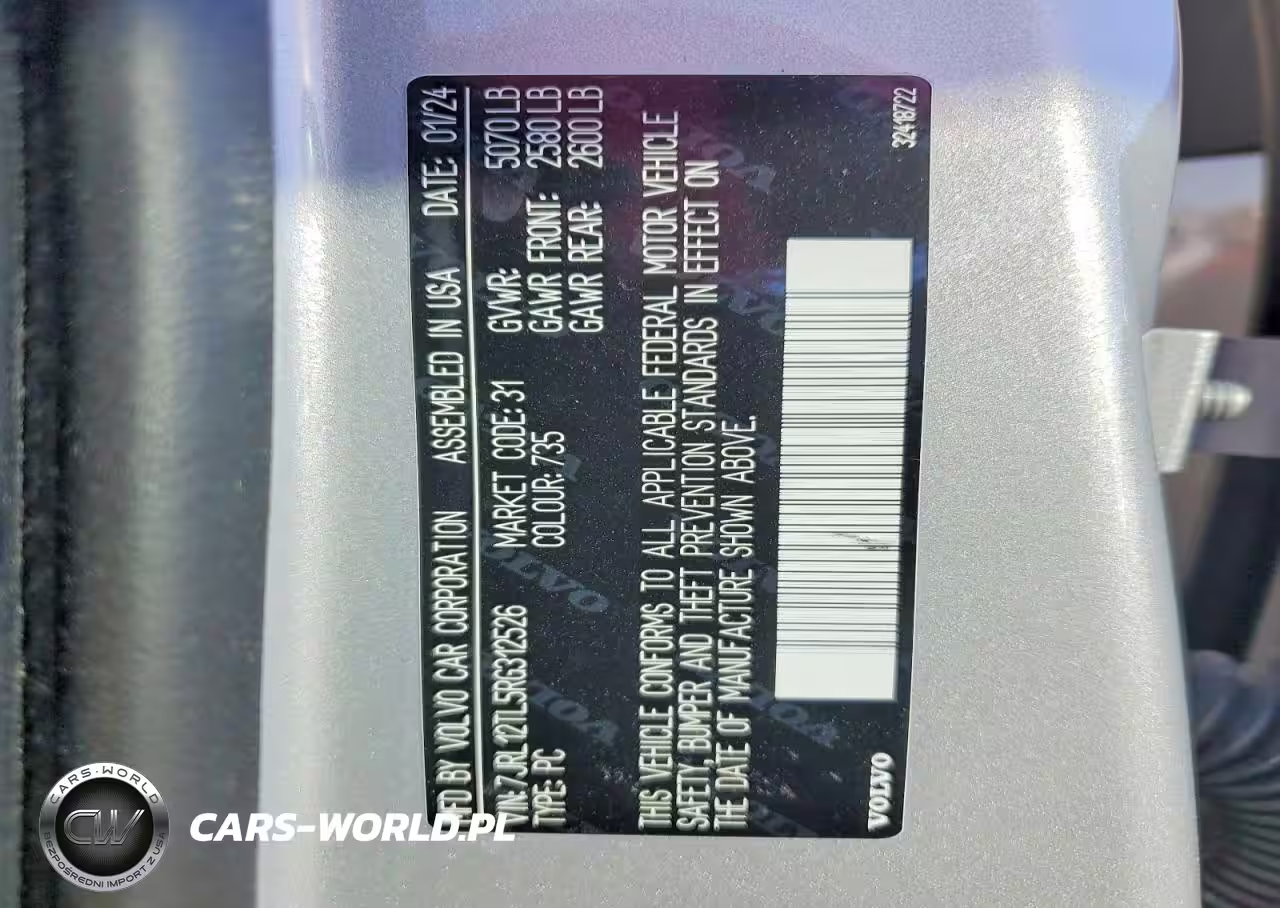 MFD BY VOLVO CAR CORPORATION ASSEMBLED IN USA DATE: 01/24
VIN: 7JRL12TL5RG312526 MARKET CODE: 31 GVWR: 5070 LB
TYPE: PC COLOUR: 735 GAWR FRONT: 2580 LB
GAWR REAR: 2600 LB
THIS VEHICLE CONFORMS TO ALL APPLICABLE FEDERAL MOTOR VEHICLE
SAFETY, BUMPER AND THEFT PREVENTION STANDARDS IN EFFECT ON
THE DATE OF MANUFACTURE SHOWN ABOVE.
VOLVO 32418722
CARS-WORLD
CW
BEZPOŚREDNI IMPORT Z USA
CARS-WORLD.PL